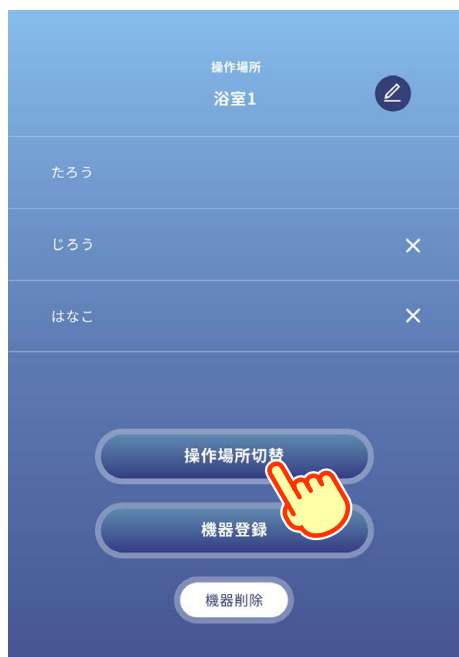 操作場所
浴室1
たろう
じろう
はなこ
操作場所切替
機器登録
機器削除